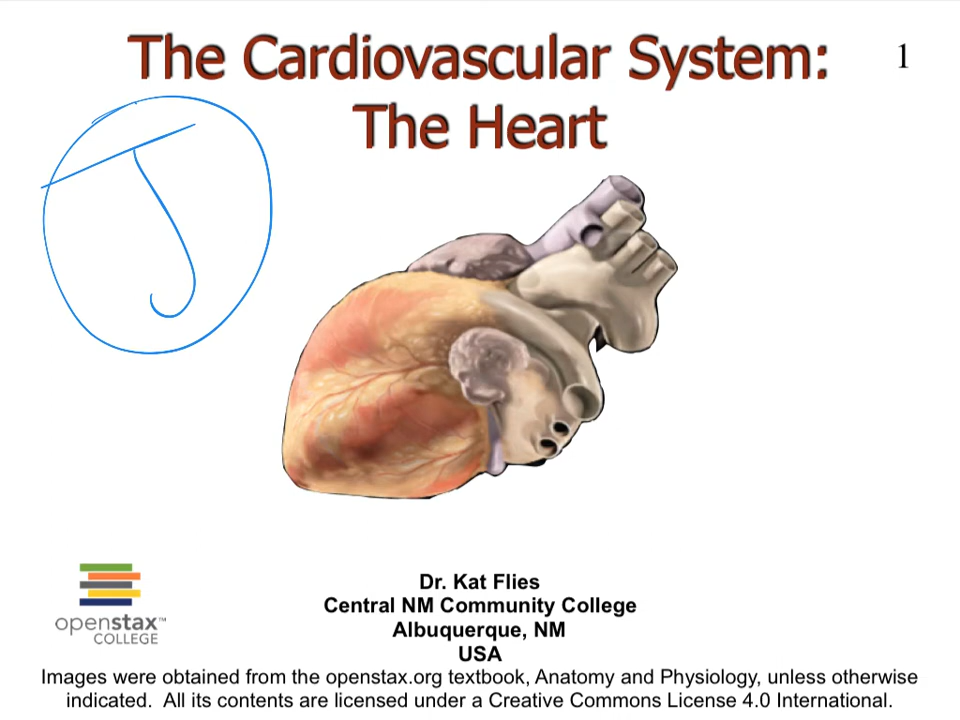 The Cardiovascular System:
The Heart
1
J
Dr. Kat Flies
Central NM Community College
Albuquerque, NM
USA
openstax™
COLLEGE
Images were obtained from the openstax.org textbook, Anatomy and Physiology, unless otherwise
indicated.  All its contents are licensed under a Creative Commons License 4.0 International.